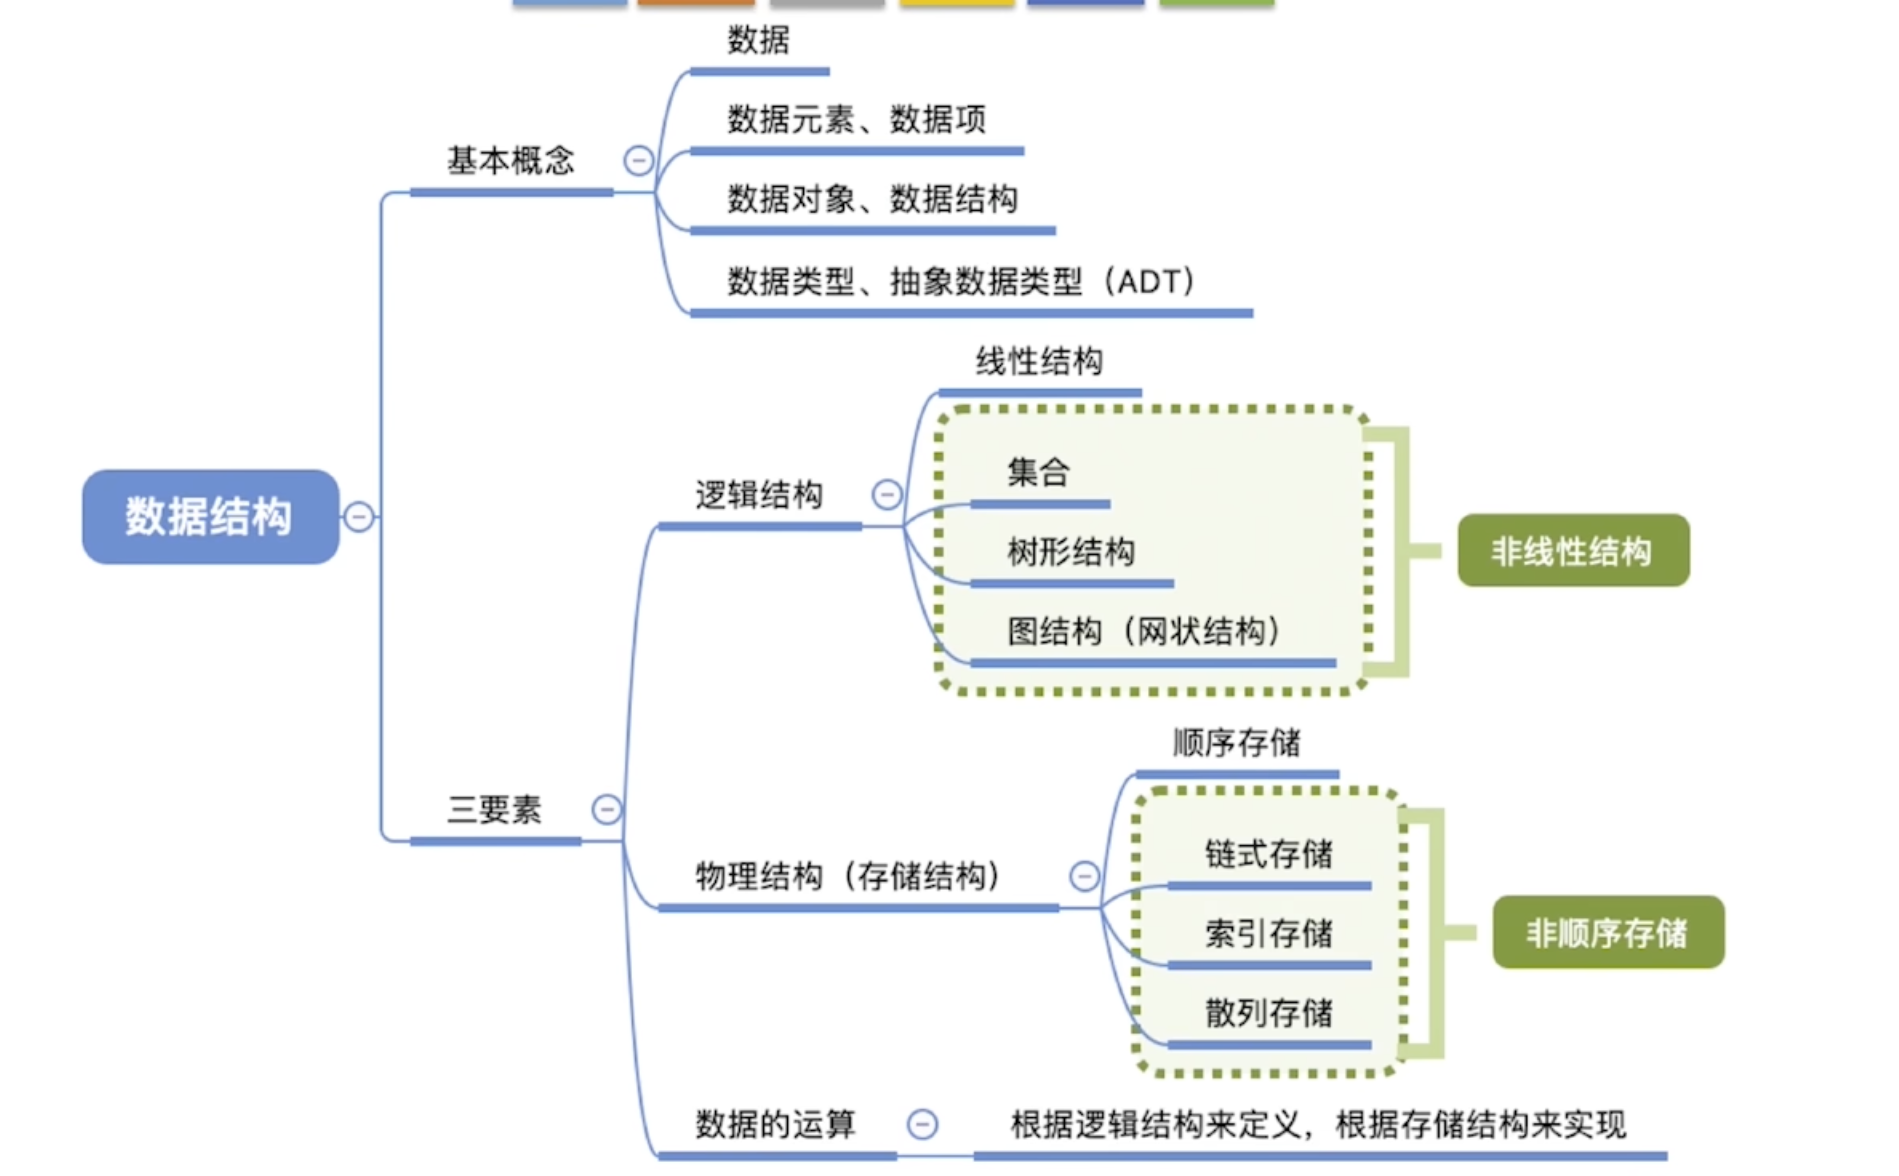 数据
数据元素、数据项
基本概念
数据对象、数据结构
数据类型、抽象数据类型（ADT）
线性结构
集合
逻辑结构
树形结构
非线性结构
图结构（网状结构）
数据结构
顺序存储
三要素
链式存储
物理结构（存储结构）
索引存储
非顺序存储
散列存储
数据的运算
根据逻辑结构来定义，根据存储结构来实现